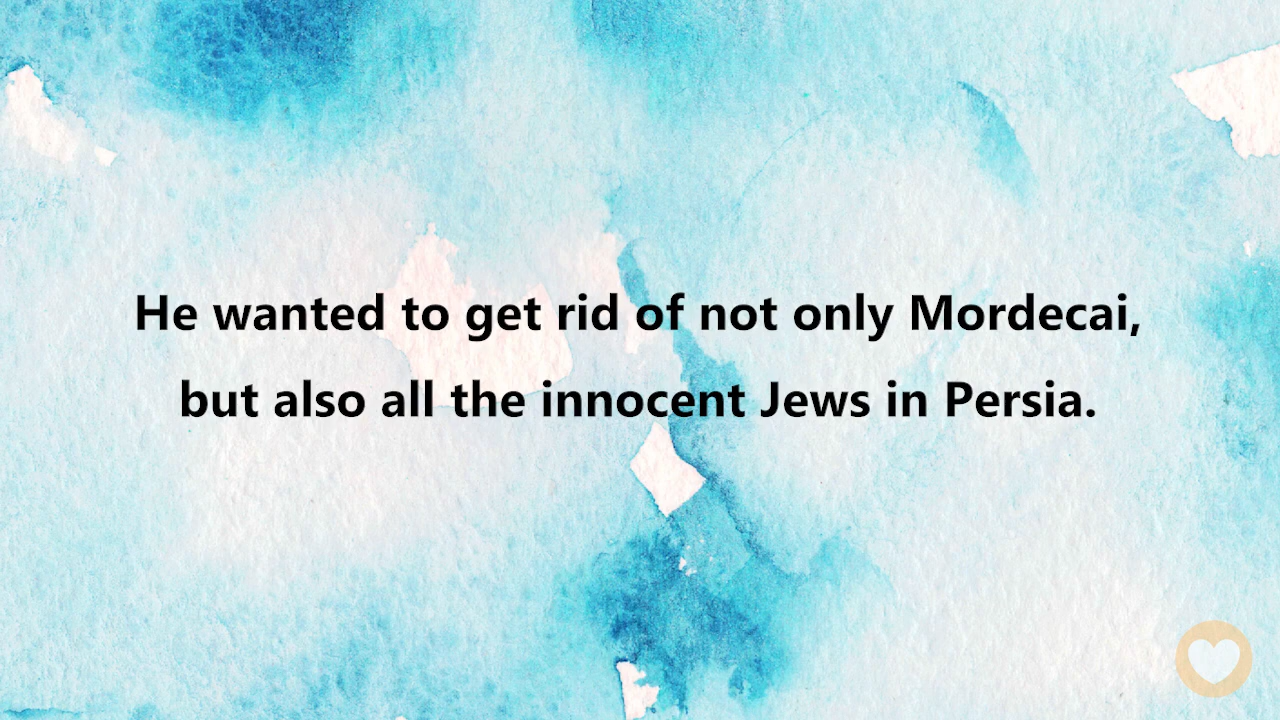 He wanted to get rid of not only Mordecai,
but also all the innocent Jews in Persia.